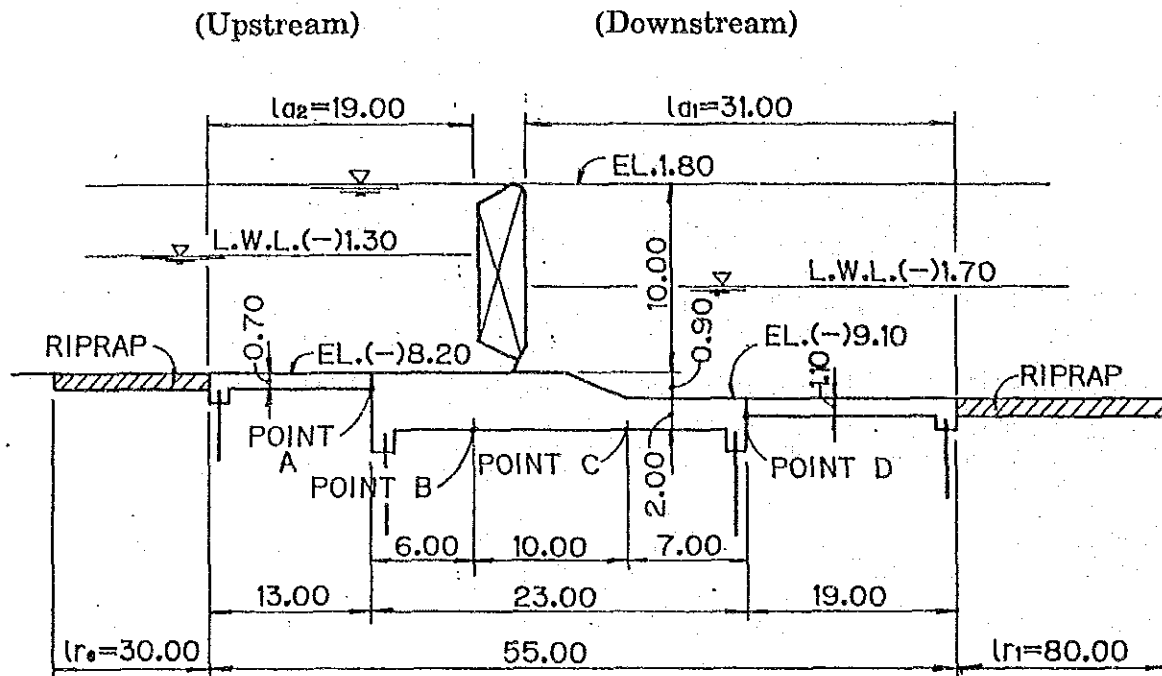 (Upstream) (Downstream)
la2=19.00 la1=31.00
EL.1.80
L.W.L.(-)1.30
L.W.L.(-)1.70
10.00
0.70
0.90
RIPRAP
EL.(-)8.20
EL.(-)9.10
1.10
RIPRAP
POINT A
POINT B
POINT C
2.00
POINT D
6.00 10.00 7.00
13.00 23.00 19.00
lr0=30.00 55.00 lr1=80.00